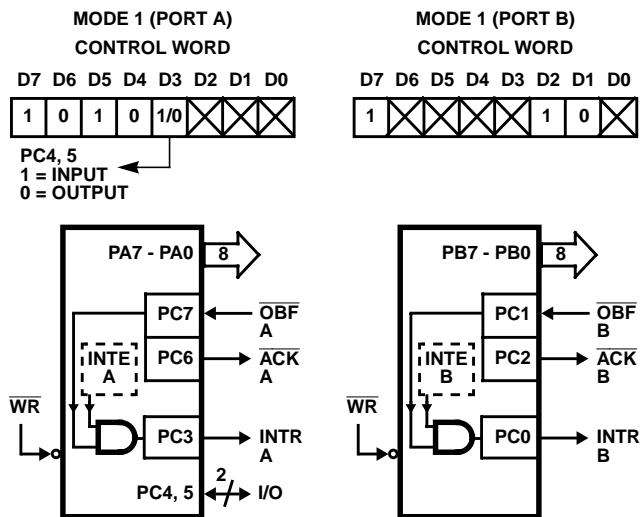 MODE 1 (PORT A)
CONTROL WORD
D7 D6 D5 D4 D3 D2 D1 D0
1 0 1 0 1/0
PC4, 5
1 = INPUT
0 = OUTPUT
PA7 - PA0
8
PC7
OBF
A
INTE
A
PC6
ACK
A
WR
PC3
INTR
A
PC4, 5
2
I/O
MODE 1 (PORT B)
CONTROL WORD
D7 D6 D5 D4 D3 D2 D1 D0
1 1 0
PB7 - PB0
8
PC1
OBF
B
INTE
B
PC2
ACK
B
WR
PC0
INTR
B